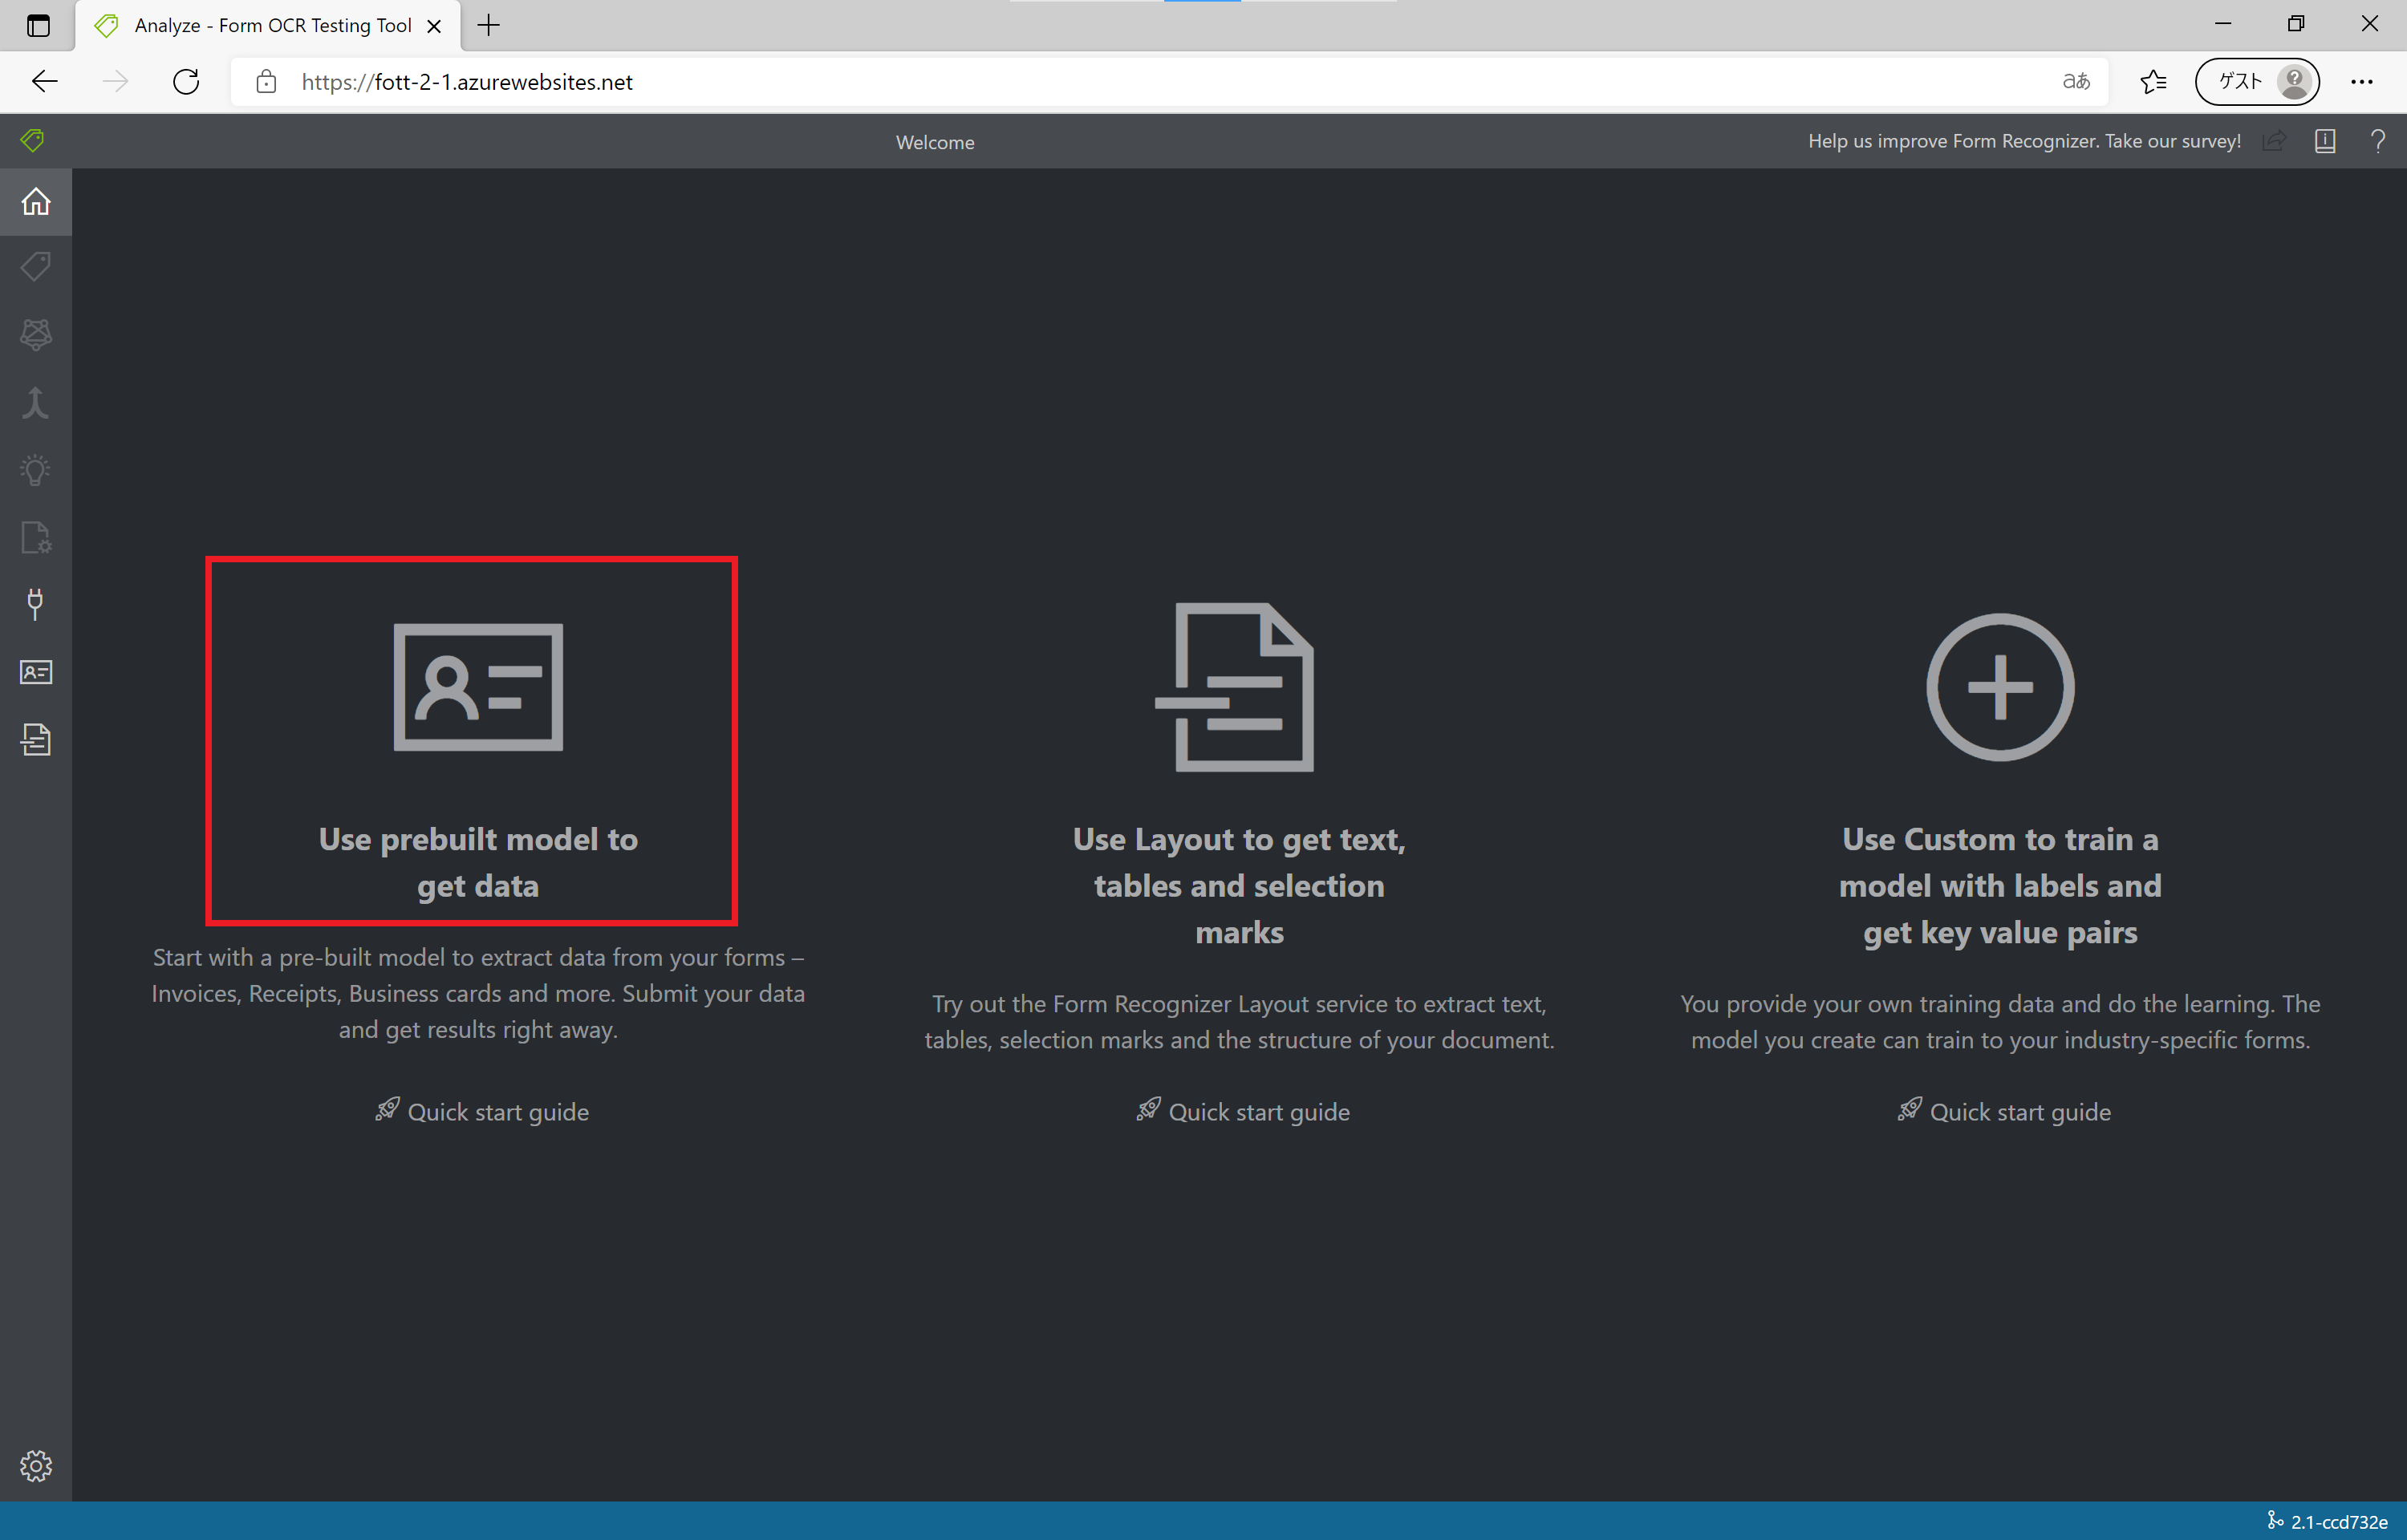 Analyze - Form OCR Testing Tool
https://fott-2-1.azurewebsites.net
aあ
ゲスト
Welcome
Help us improve Form Recognizer. Take our survey!
Use prebuilt model to
get data
Start with a pre-built model to extract data from your forms –
Invoices, Receipts, Business cards and more. Submit your data
and get results right away.
Quick start guide
Use Layout to get text,
tables and selection
marks
Try out the Form Recognizer Layout service to extract text,
tables, selection marks and the structure of your document.
Quick start guide
Use Custom to train a
model with labels and
get key value pairs
You provide your own training data and do the learning. The
model you create can train to your industry-specific forms.
Quick start guide
2.1-ccd732e